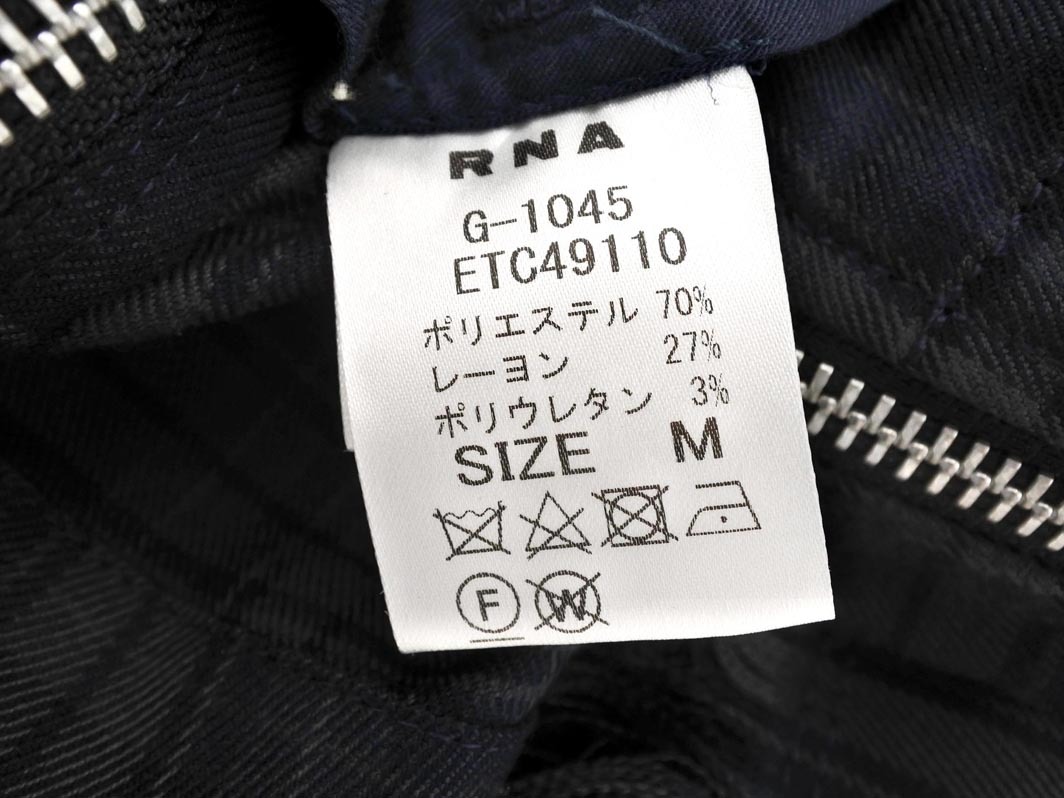 RNA
G-1045
ETC49110
ポリエステル 70%
レーヨン 27%
ポリウレタン 3%
SIZE M
F W